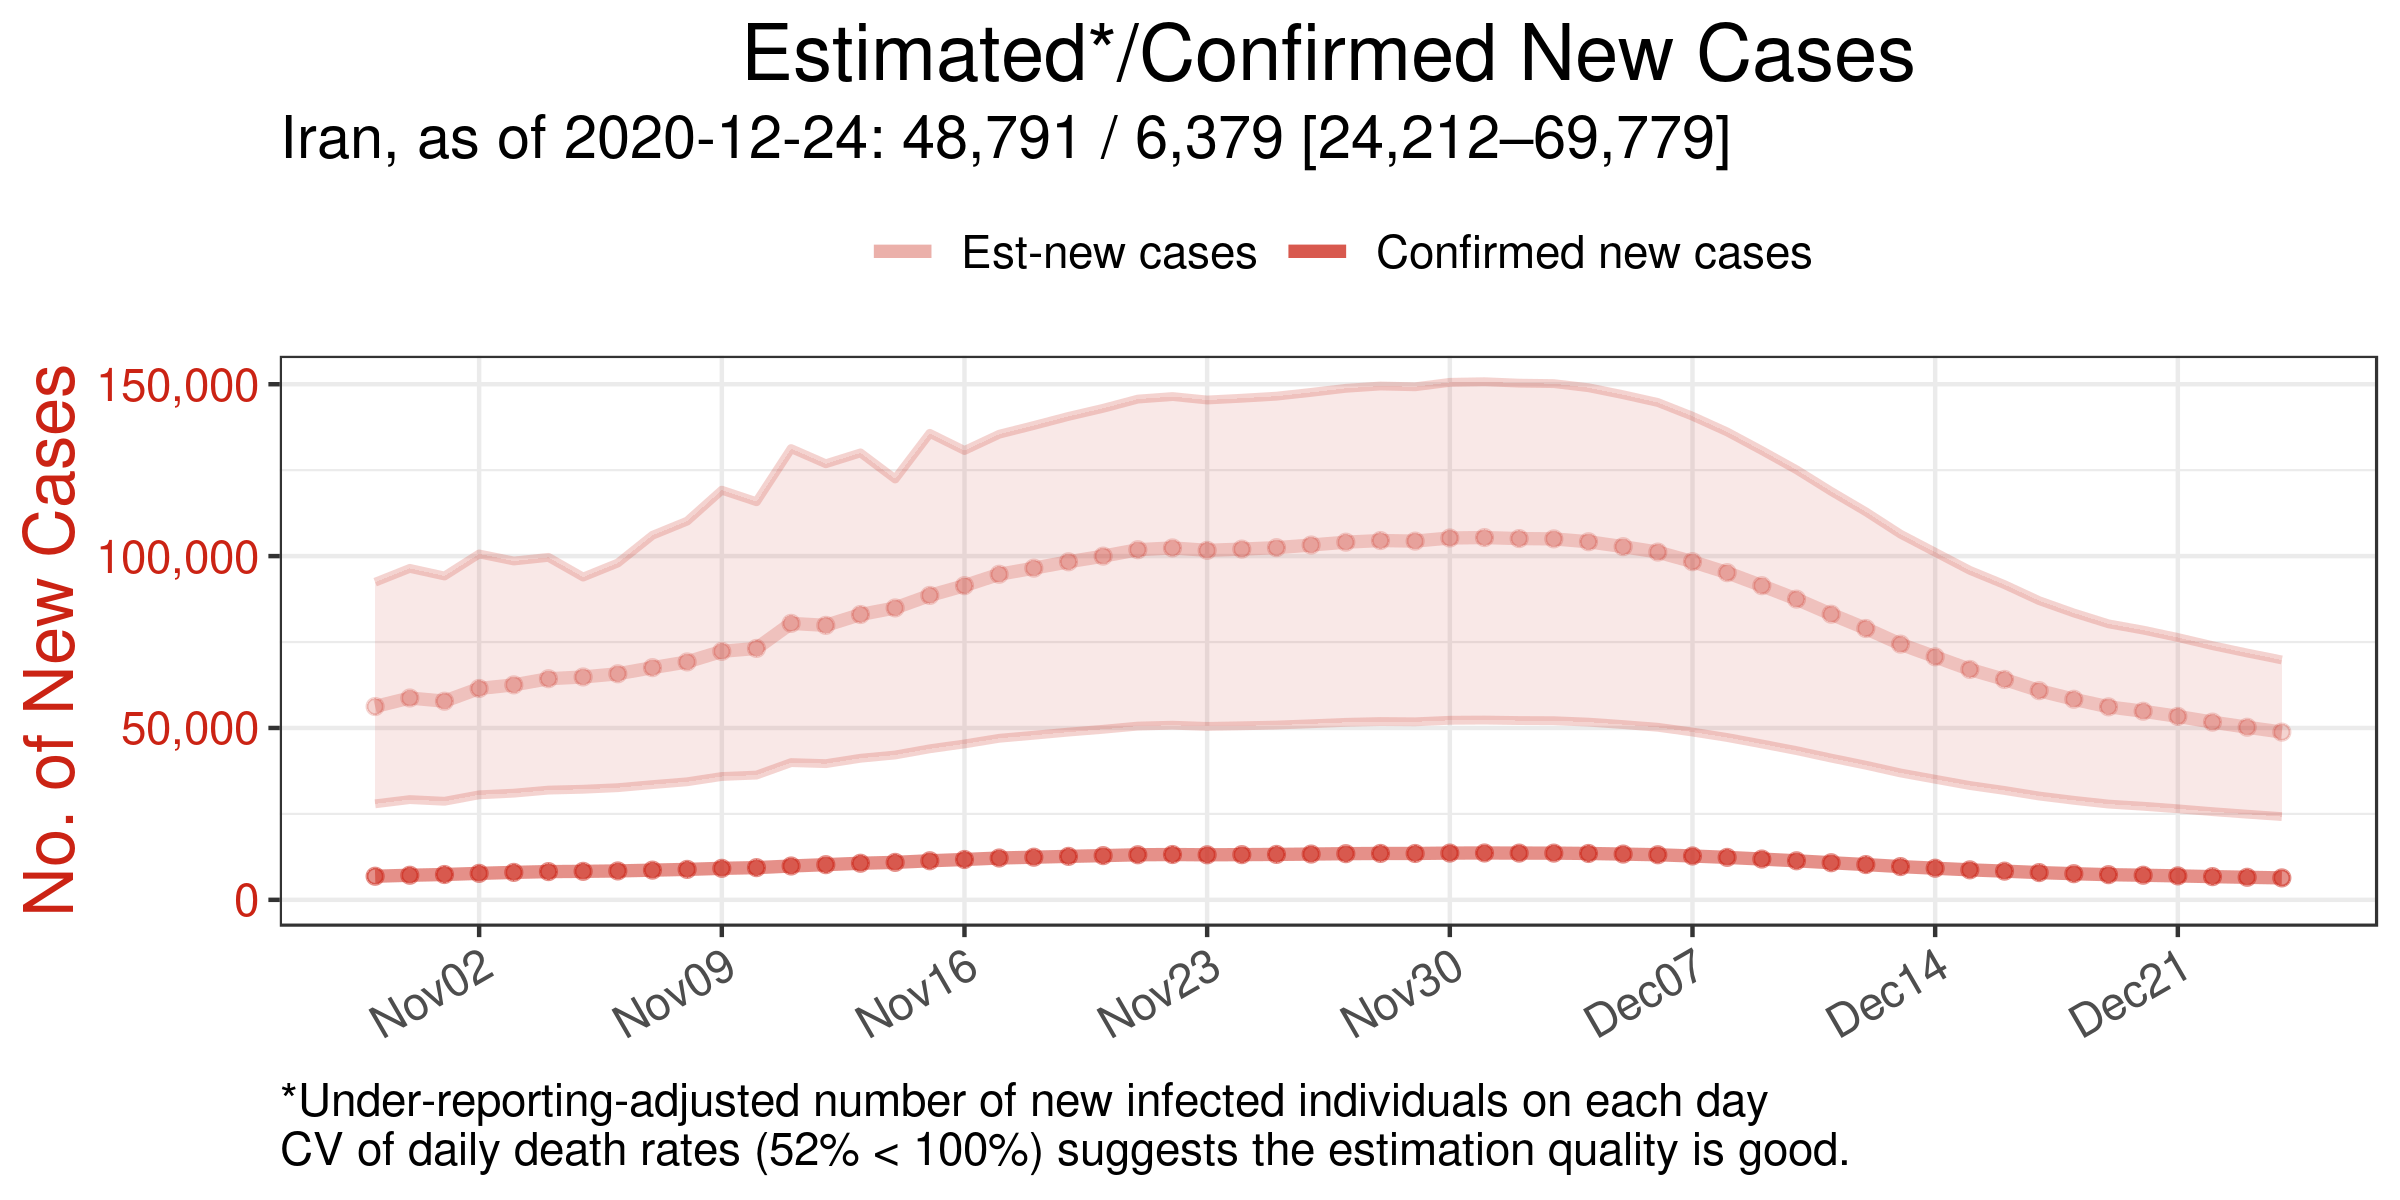 Estimated*/Confirmed New Cases
Iran, as of 2020-12-24: 48,791 / 6,379 [24,212–69,779]
Est-new cases Confirmed new cases
No. of New Cases
150,000
100,000
50,000
0
Nov02 Nov09 Nov16 Nov23 Nov30 Dec07 Dec14 Dec21
*Under-reporting-adjusted number of new infected individuals on each day
CV of daily death rates (52% < 100%) suggests the estimation quality is good.